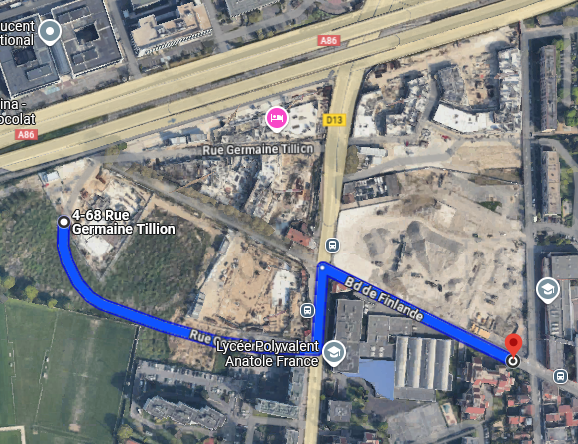 ucent
tional
A86
ina -
ocolat
A86
D13
Rue Germaine Tillion
4-68 Rue
Germaine Tillion
Bd de Finlande
Rue
Lycée Polyvalent
Anatole France